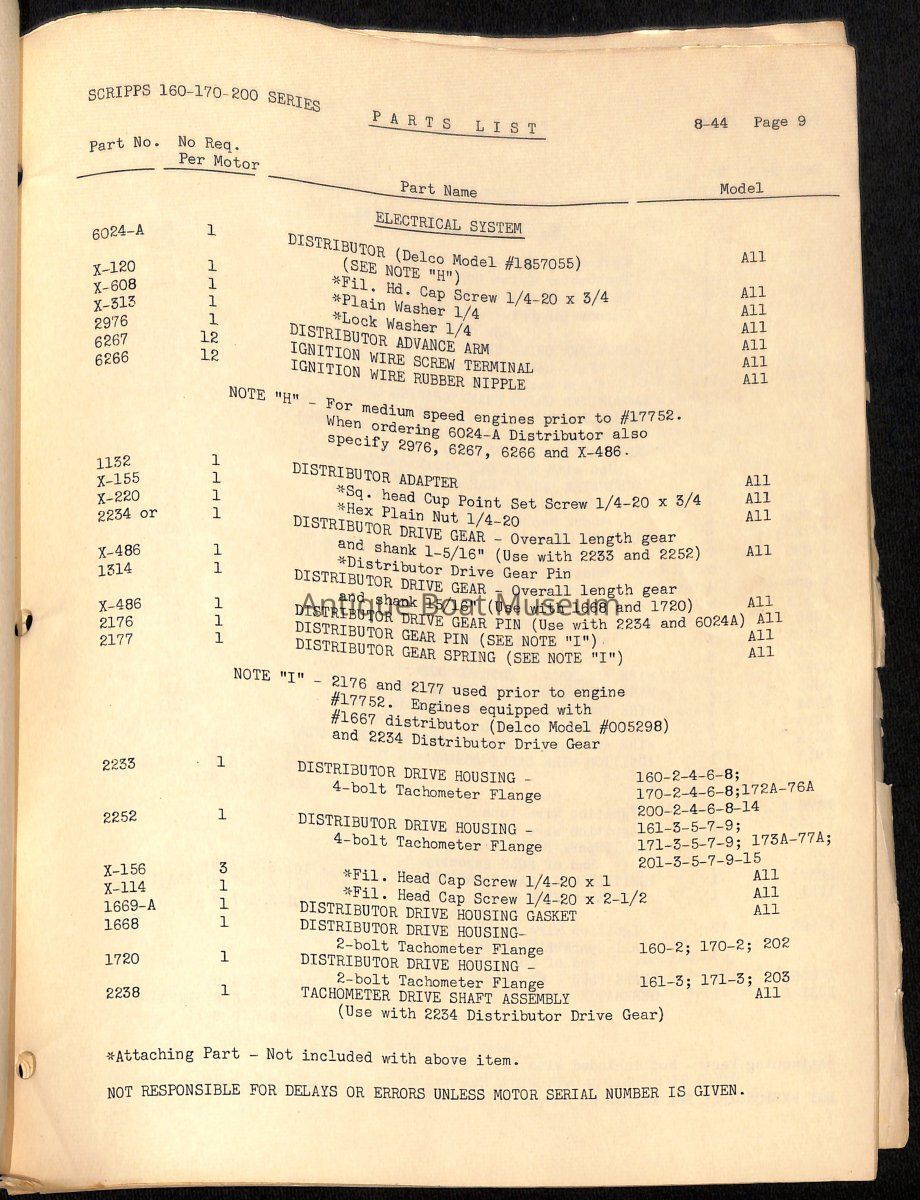 SCRIPPS 160-170-200 SERIES
PARTS LIST
8-44 Page 9
Part No. No Req. Per Motor Part Name Model
ELECTRICAL SYSTEM
6024-A 1 DISTRIBUTOR (Delco Model #1857055) All
(SEE NOTE "H")
X-120 1 *Fil. Hd. Cap Screw 1/4-20 x 3/4 All
X-608 1 *Plain Washer 1/4 All
X-313 1 *Lock Washer 1/4 All
2976 1 DISTRIBUTOR ADVANCE ARM All
6267 12 IGNITION WIRE SCREW TERMINAL All
6266 12 IGNITION WIRE RUBBER NIPPLE All
NOTE "H" - For medium speed engines prior to #17752.
When ordering 6024-A Distributor also
specify 2976, 6267, 6266 and X-486.
1132 1 DISTRIBUTOR ADAPTER All
X-155 1 *Sq. head Cup Point Set Screw 1/4-20 x 3/4 All
X-220 1 *Hex Plain Nut 1/4-20 All
2234 or 1 DISTRIBUTOR DRIVE GEAR - Overall length gear
and shank 1-5/16" (Use with 2233 and 2252) All
X-486 1 *Distributor Drive Gear Pin
1314 1 DISTRIBUTOR DRIVE GEAR - Overall length gear
and shank 15/16" (Use with 1668 and 1720) All
Antique Boat Museum
X-486 1 DISTRIBUTOR DRIVE GEAR PIN (Use with 2234 and 6024A) All
2176 1 DISTRIBUTOR GEAR PIN (SEE NOTE "I") All
2177 1 DISTRIBUTOR GEAR SPRING (SEE NOTE "I") All
NOTE "I" - 2176 and 2177 used prior to engine
#17752. Engines equipped with
#1667 distributor (Delco Model #005298)
and 2234 Distributor Drive Gear
2233 1 DISTRIBUTOR DRIVE HOUSING - 160-2-4-6-8;
4-bolt Tachometer Flange 170-2-4-6-8;172A-76A
200-2-4-6-8-14
2252 1 DISTRIBUTOR DRIVE HOUSING - 161-3-5-7-9;
4-bolt Tachometer Flange 171-3-5-7-9; 173A-77A;
201-3-5-7-9-15
X-156 3 *Fil. Head Cap Screw 1/4-20 x 1 All
X-114 1 *Fil. Head Cap Screw 1/4-20 x 2-1/2 All
1669-A 1 DISTRIBUTOR DRIVE HOUSING GASKET All
1668 1 DISTRIBUTOR DRIVE HOUSING-
2-bolt Tachometer Flange 160-2; 170-2; 202
1720 1 DISTRIBUTOR DRIVE HOUSING -
2-bolt Tachometer Flange 161-3; 171-3; 203
2238 1 TACHOMETER DRIVE SHAFT ASSEMBLY All
(Use with 2234 Distributor Drive Gear)
*Attaching Part - Not included with above item.
NOT RESPONSIBLE FOR DELAYS OR ERRORS UNLESS MOTOR SERIAL NUMBER IS GIVEN.